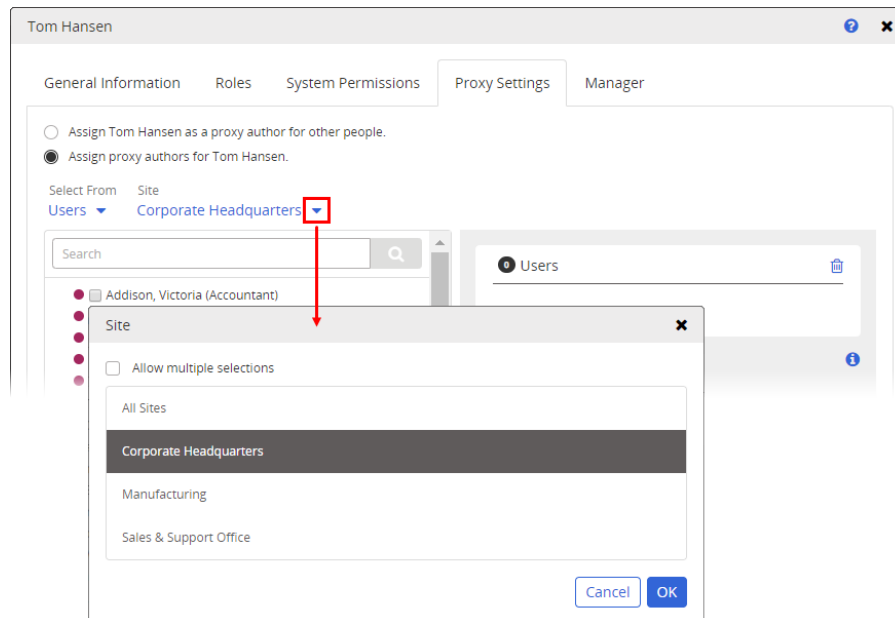 Tom Hansen
General Information Roles System Permissions Proxy Settings Manager
Assign Tom Hansen as a proxy author for other people.
Assign proxy authors for Tom Hansen.
Select From Site
Users Corporate Headquarters
Search
0 Users
Addison, Victoria (Accountant)
Site
Allow multiple selections
All Sites
Corporate Headquarters
Manufacturing
Sales & Support Office
Cancel OK